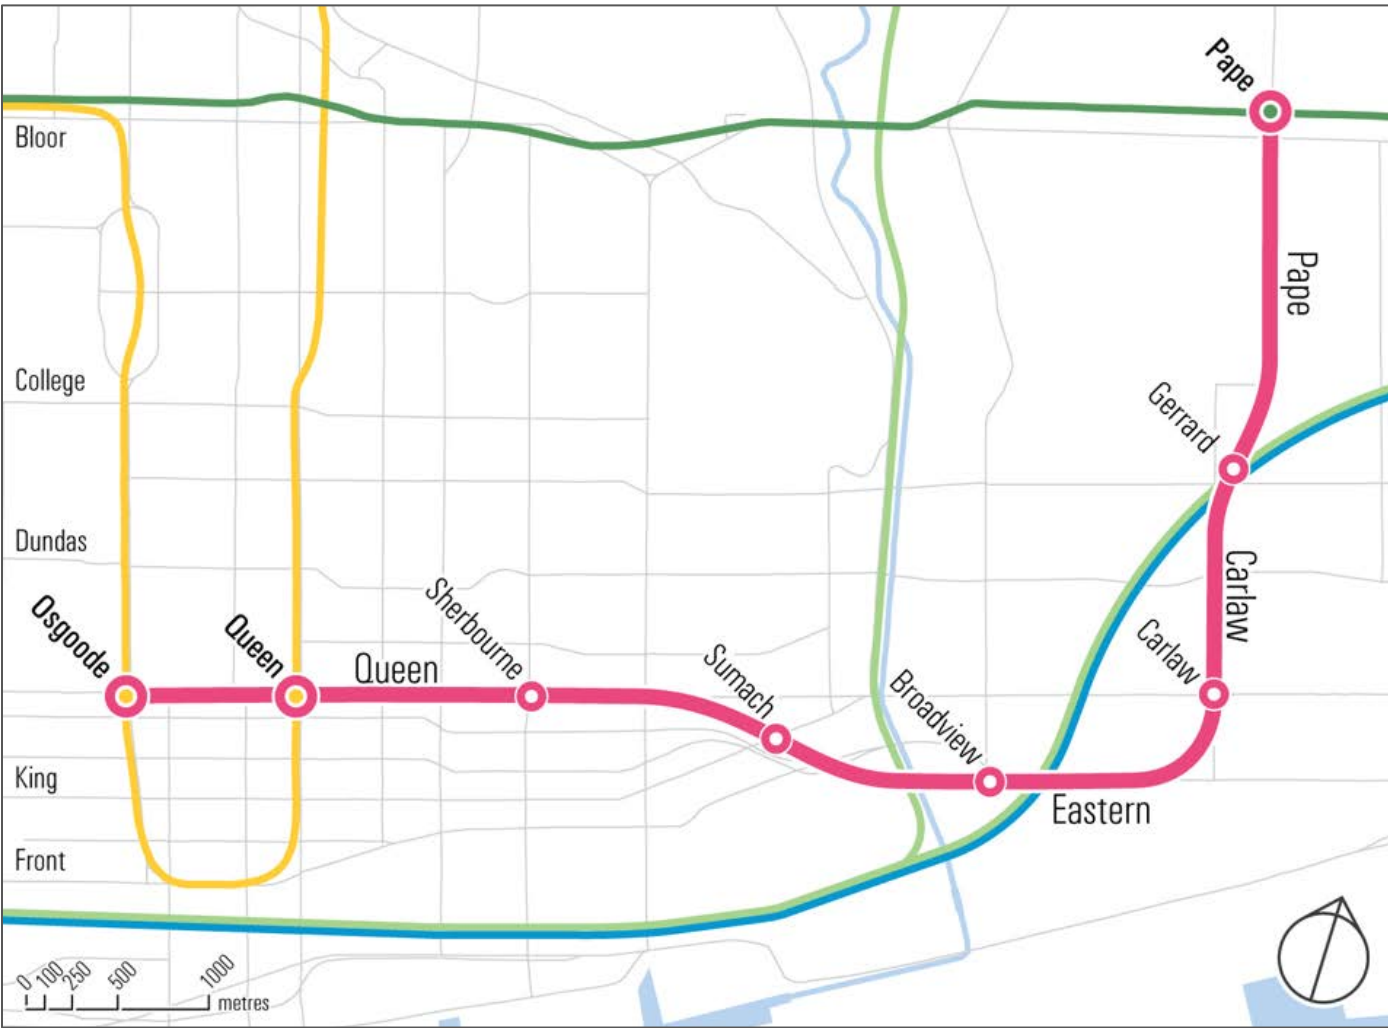 Pape
Bloor
Pape
College
Gerrard
Dundas
Carlaw
Sherbourne
Osgoode
Queen
Queen
Carlaw
Sumach
Broadview
King
Eastern
Front
0 100 250 500 1000
metres